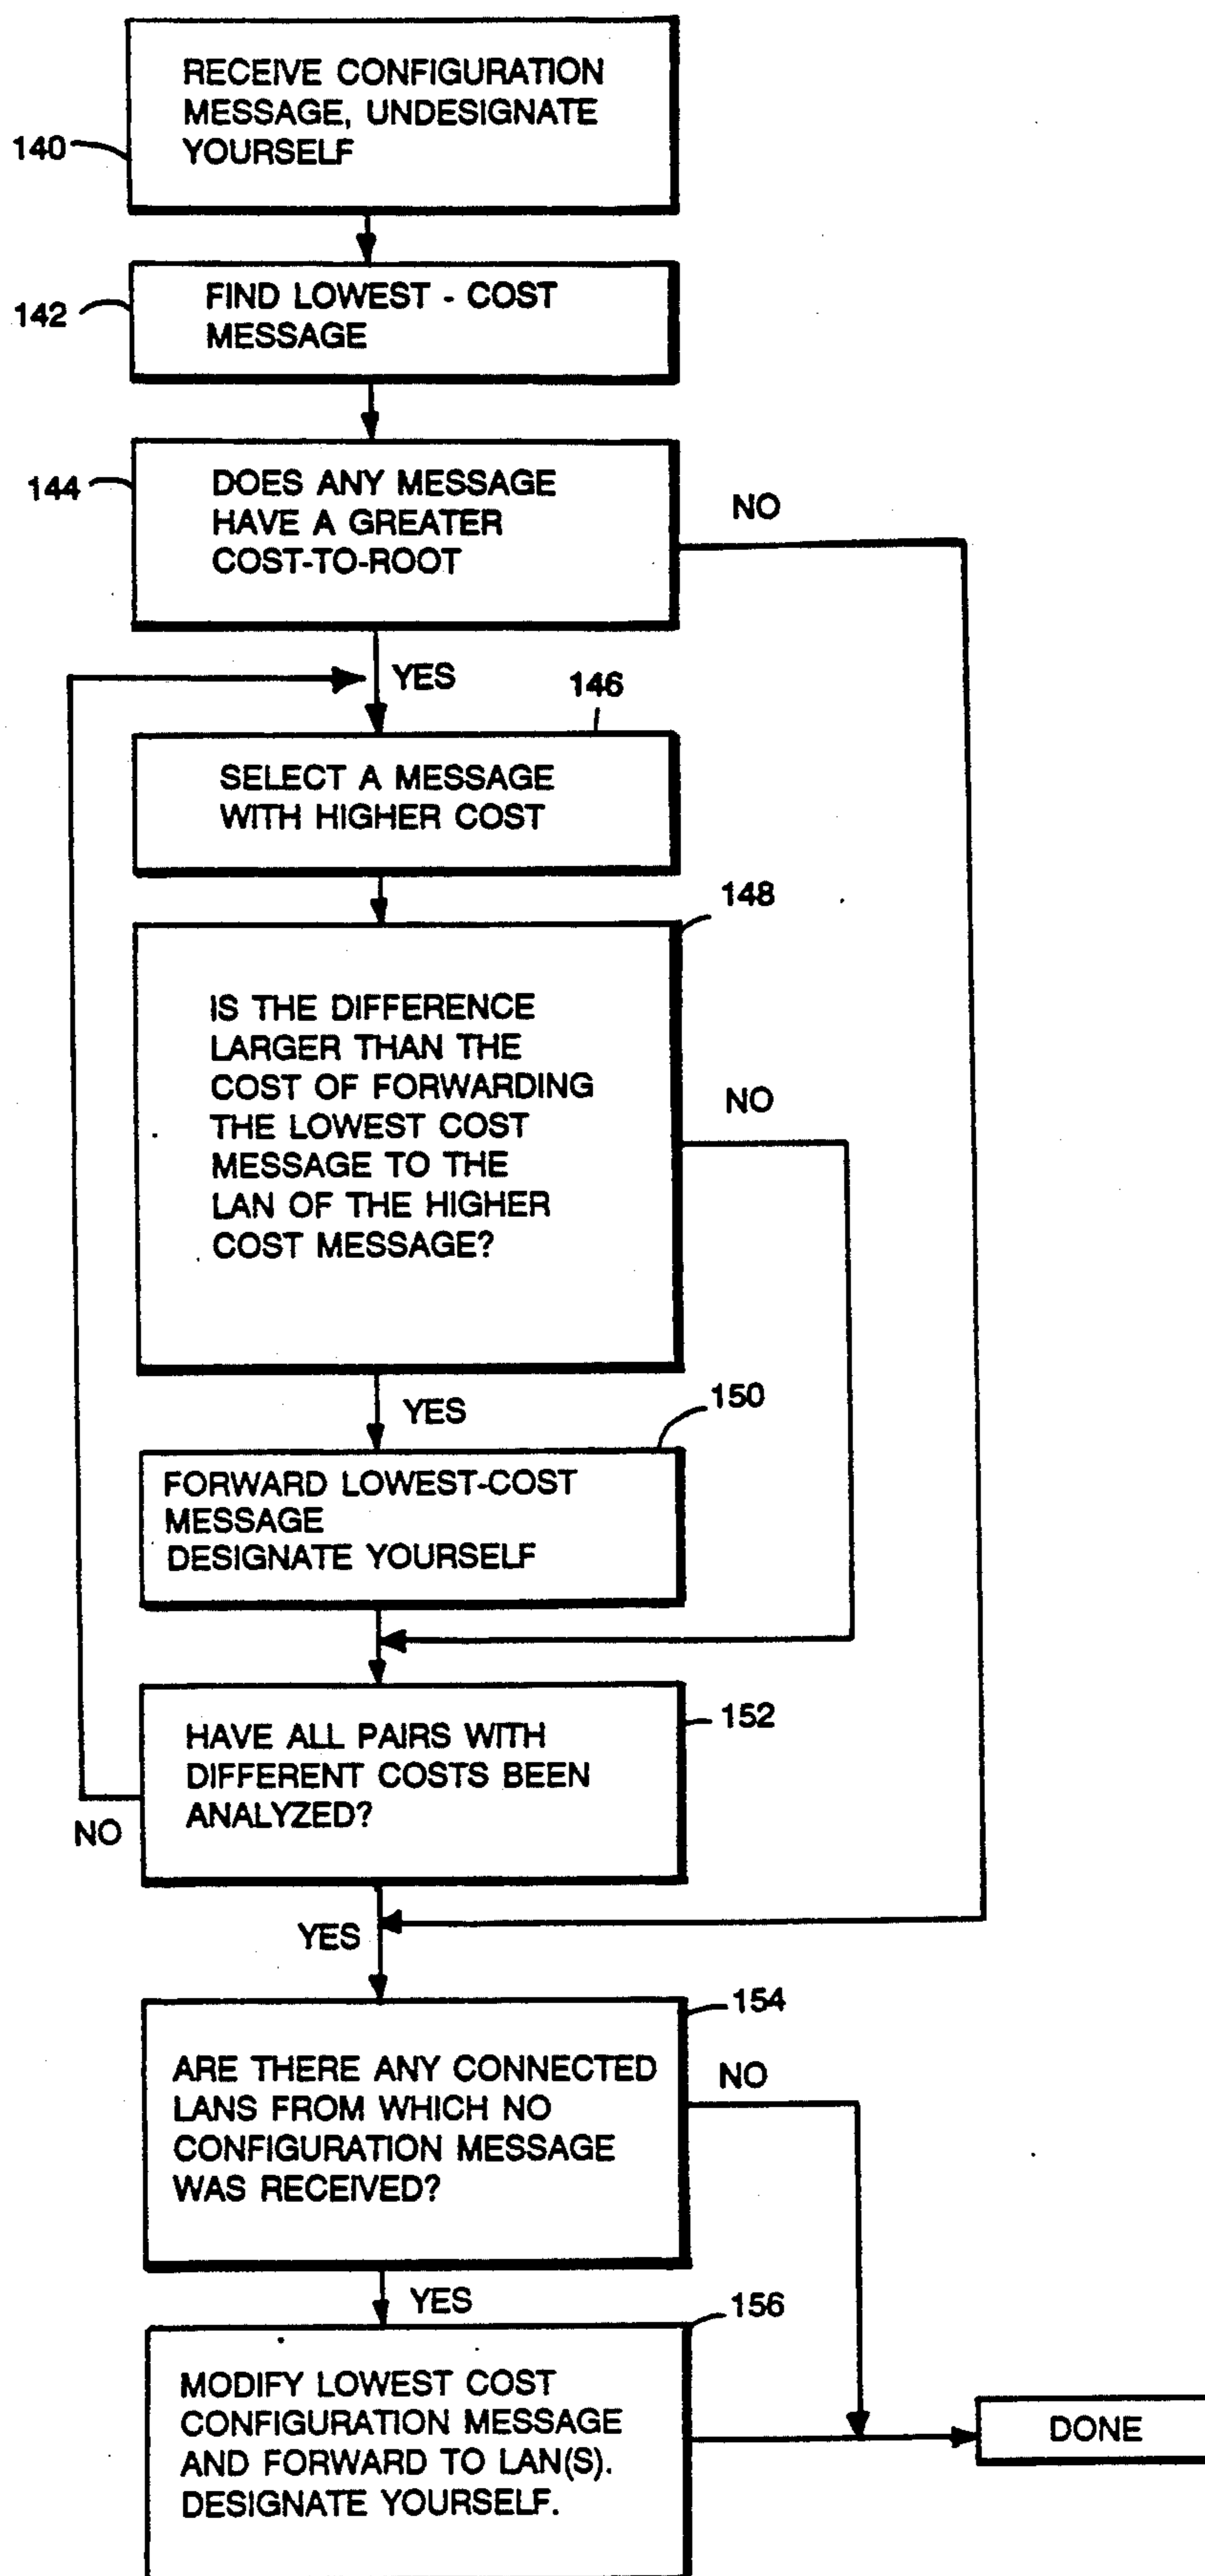 RECEIVE CONFIGURATION
MESSAGE, UNDESIGNATE
YOURSELF
140
FIND LOWEST - COST
MESSAGE
142
DOES ANY MESSAGE
HAVE A GREATER
COST-TO-ROOT
144
NO
YES
146
SELECT A MESSAGE
WITH HIGHER COST
148
IS THE DIFFERENCE
LARGER THAN THE
COST OF FORWARDING
THE LOWEST COST
MESSAGE TO THE
LAN OF THE HIGHER
COST MESSAGE?
NO
YES
150
FORWARD LOWEST-COST
MESSAGE
DESIGNATE YOURSELF
152
HAVE ALL PAIRS WITH
DIFFERENT COSTS BEEN
ANALYZED?
NO
YES
154
ARE THERE ANY CONNECTED
LANS FROM WHICH NO
CONFIGURATION MESSAGE
WAS RECEIVED?
NO
YES
156
MODIFY LOWEST COST
CONFIGURATION MESSAGE
AND FORWARD TO LAN(S).
DESIGNATE YOURSELF.
DONE